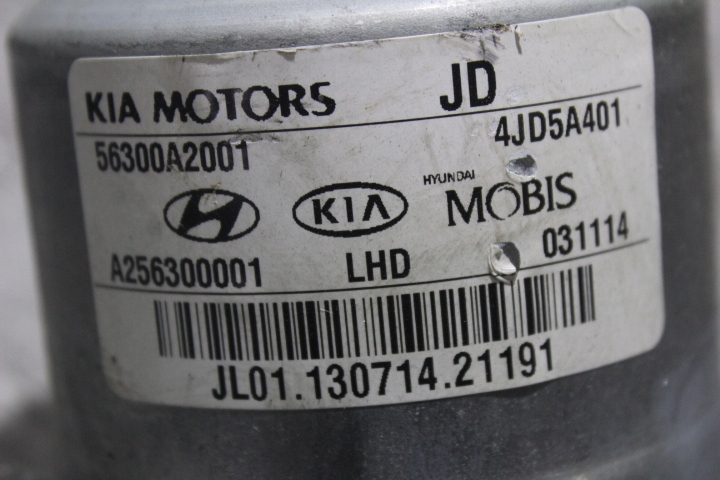 KIA MOTORS JD
56300A2001 4JD5A401
KIA HYUNDAI MOBIS
A256300001 LHD 031114
JL01.130714.21191